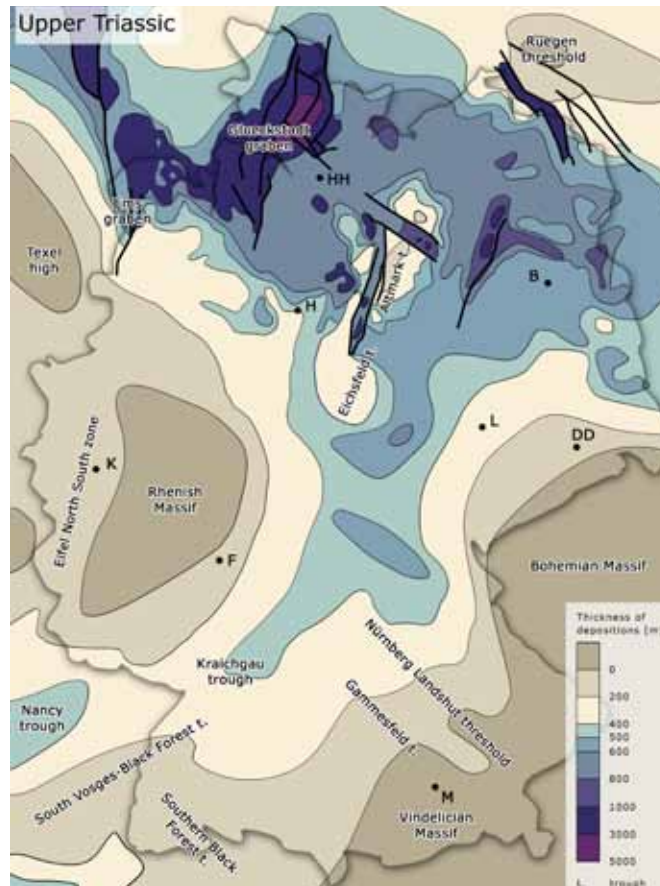 Upper Triassic
Ruegen
threshold
Glueckstadt
graben
HH
Ems
graben
Texel
high
Altmark t.
B
H
Eichsfeld t.
L
DD
Eifel North South zone
K
Rhenish
Massif
F
Bohemian Massif
Thickness of
depositions [m
0
200
400
500
600
800
1000
3000
5000
t. trough
Kraichgau
trough
Nürnberg Landshut threshold
Nancy
trough
Gammesfeld t.
South Vosges-Black Forest t.
Southern Black
Forest t.
M
Vindelician
Massif